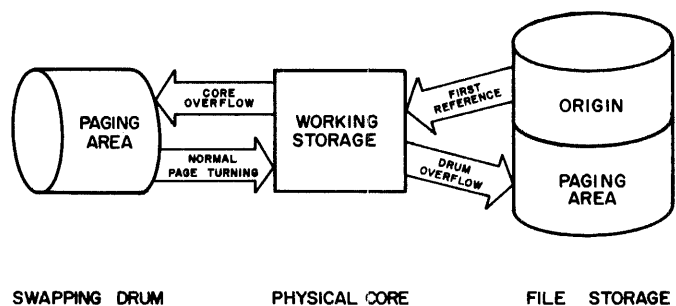 CORE
OVERFLOW
PAGING
AREA
NORMAL
PAGE TURNING
WORKING
STORAGE
FIRST
REFERENCE
DRUM
OVERFLOW
ORIGIN
PAGING
AREA
SWAPPING DRUM
PHYSICAL CORE
FILE STORAGE